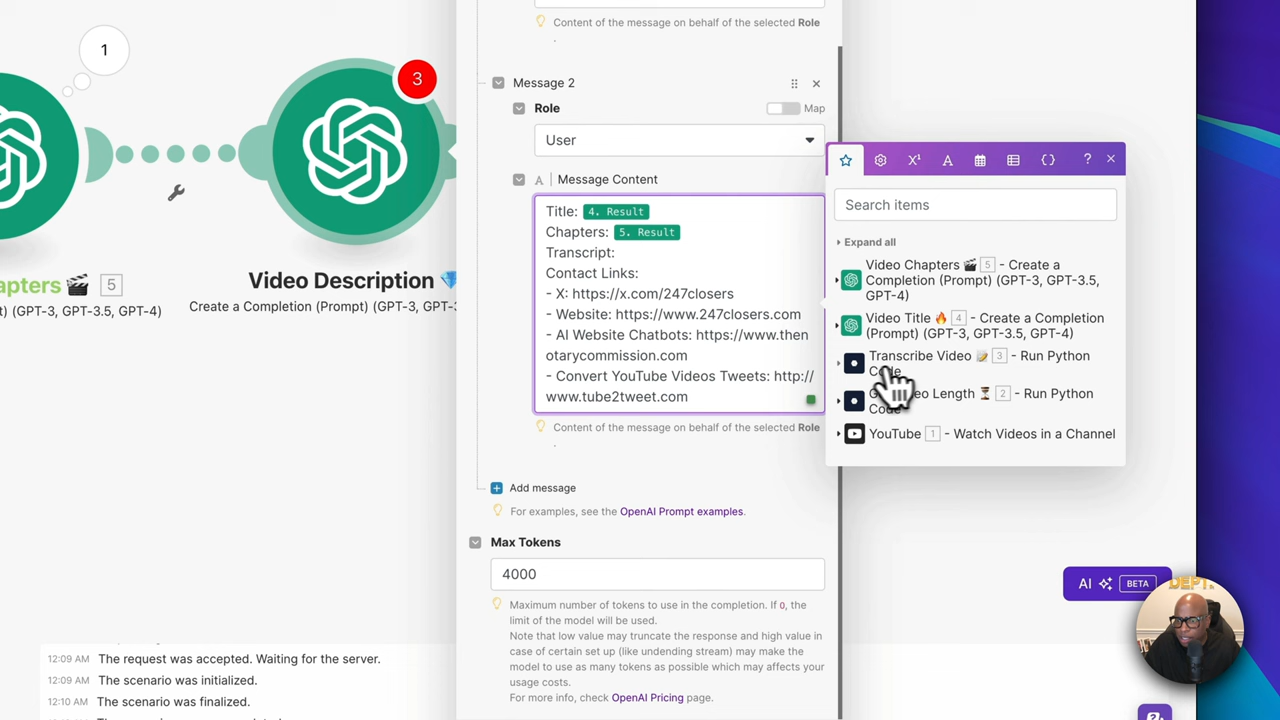 1
3
apters 🎬 5
t) (GPT-3, GPT-3.5, GPT-4)
Video Description 💎
Create a Completion (Prompt) (GPT-3, GPT-3
Content of the message on behalf of the selected Role
.
Message 2
Role
Map
User
A | Message Content
Title: 4. Result
Chapters: 5. Result
Transcript:
Contact Links:
- X: https://x.com/247closers
- Website: https://www.247closers.com
- AI Website Chatbots: https://www.then
otarycommission.com
- Convert YouTube Videos Tweets: http://
www.tube2tweet.com
Content of the message on behalf of the selected Role
.
Add message
For examples, see the OpenAI Prompt examples.
Max Tokens
4000
Maximum number of tokens to use in the completion. If 0, the
limit of the model will be used.
Note that low value may truncate the response and high value in
case of certain set up (like undending stream) may make the
model to use as many tokens as possible which may affects your
usage costs.
For more info, check OpenAI Pricing page.
Search items
Expand all
Video Chapters 🎬 5 - Create a
Completion (Prompt) (GPT-3, GPT-3.5,
GPT-4)
Video Title 🔥 4 - Create a Completion
(Prompt) (GPT-3, GPT-3.5, GPT-4)
Transcribe Video 📝 3 - Run Python
Code
Length ⏳ 2 - Run Python
Code
YouTube 1 - Watch Videos in a Channel
AI BETA
DEPT.
12:09 AM The request was accepted. Waiting for the server.
12:09 AM The scenario was initialized.
12:10 AM The scenario was finalized.